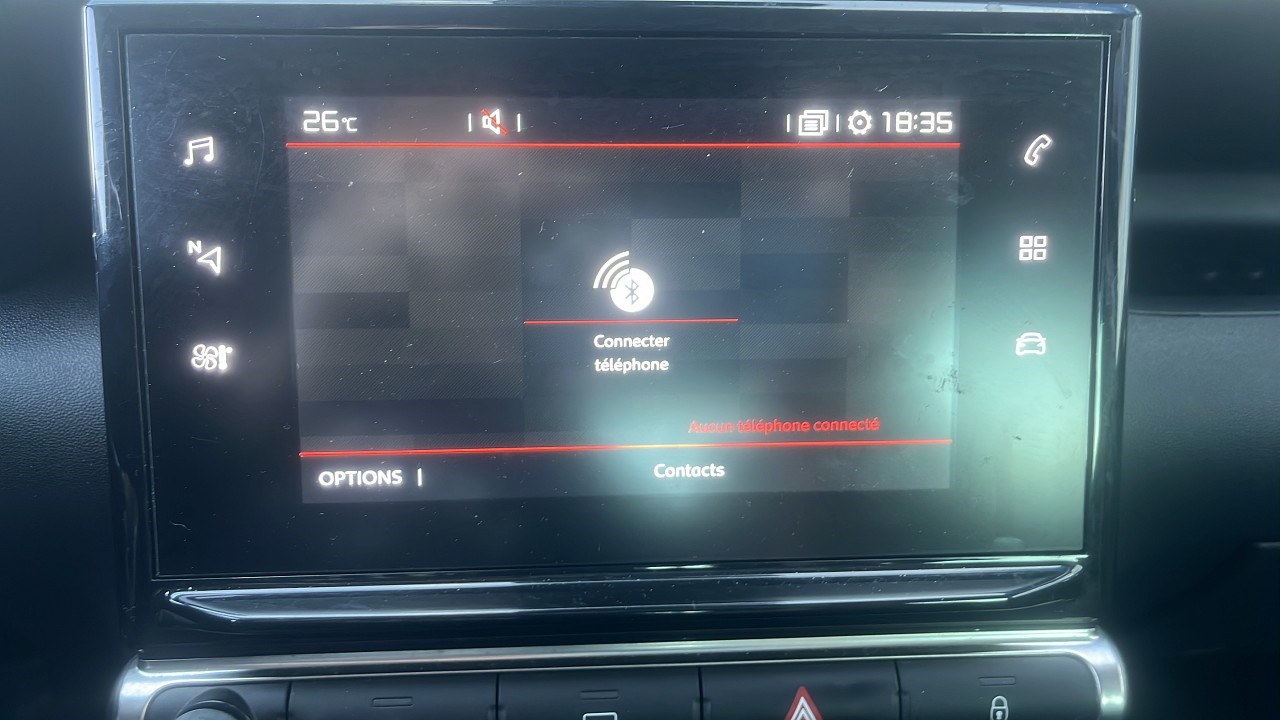 26°C
18:35
N
Connecter
téléphone
Aucun téléphone connecté
OPTIONS
Contacts